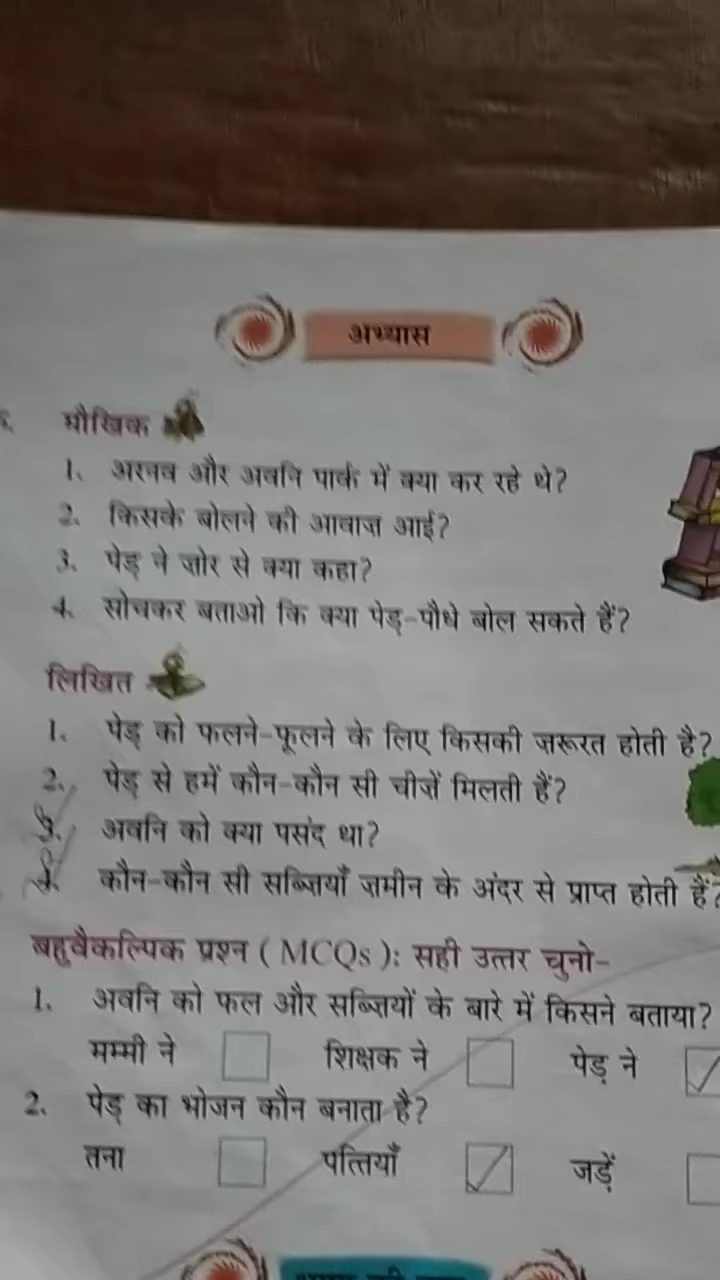 अभ्यास
मौखिक
1. अरनव और अवनि पार्क में क्या कर रहे थे?
2. किसके बोलने की आवाज़ आई?
3. पेड़ ने ज़ोर से क्या कहा?
4. सोचकर बताओ कि क्या पेड़-पौधे बोल सकते हैं?
लिखित
1. पेड़ को फलने-फूलने के लिए किसकी ज़रूरत होती है?
2. पेड़ से हमें कौन-कौन सी चीज़ें मिलती हैं?
3. अवनि को क्या पसंद था?
4. कौन-कौन सी सब्ज़ियाँ ज़मीन के अंदर से प्राप्त होती हैं?
बहुवैकल्पिक प्रश्न (MCQs): सही उत्तर चुनो-
1. अवनि को फल और सब्ज़ियों के बारे में किसने बताया?
मम्मी ने शिक्षक ने पेड़ ने
2. पेड़ का भोजन कौन बनाता है?
तना पत्तियाँ जड़ें